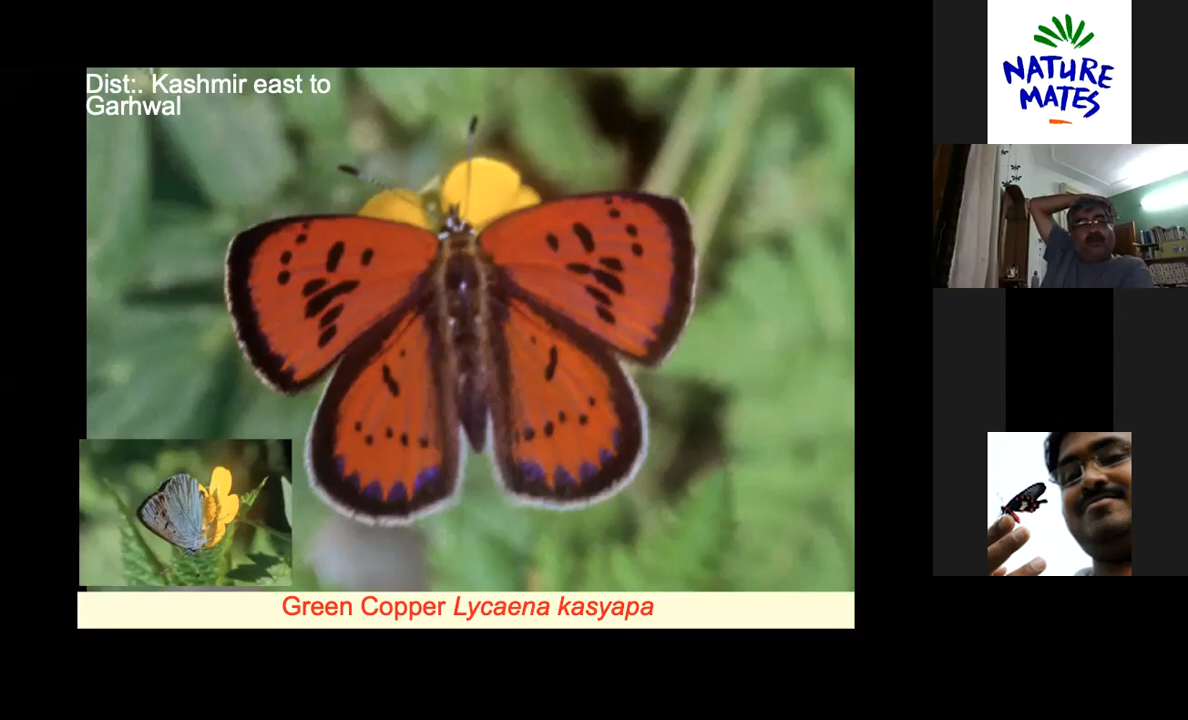 Dist:. Kashmir east to
Garhwal
NATURE
MATES
Green Copper Lycaena kasyapa